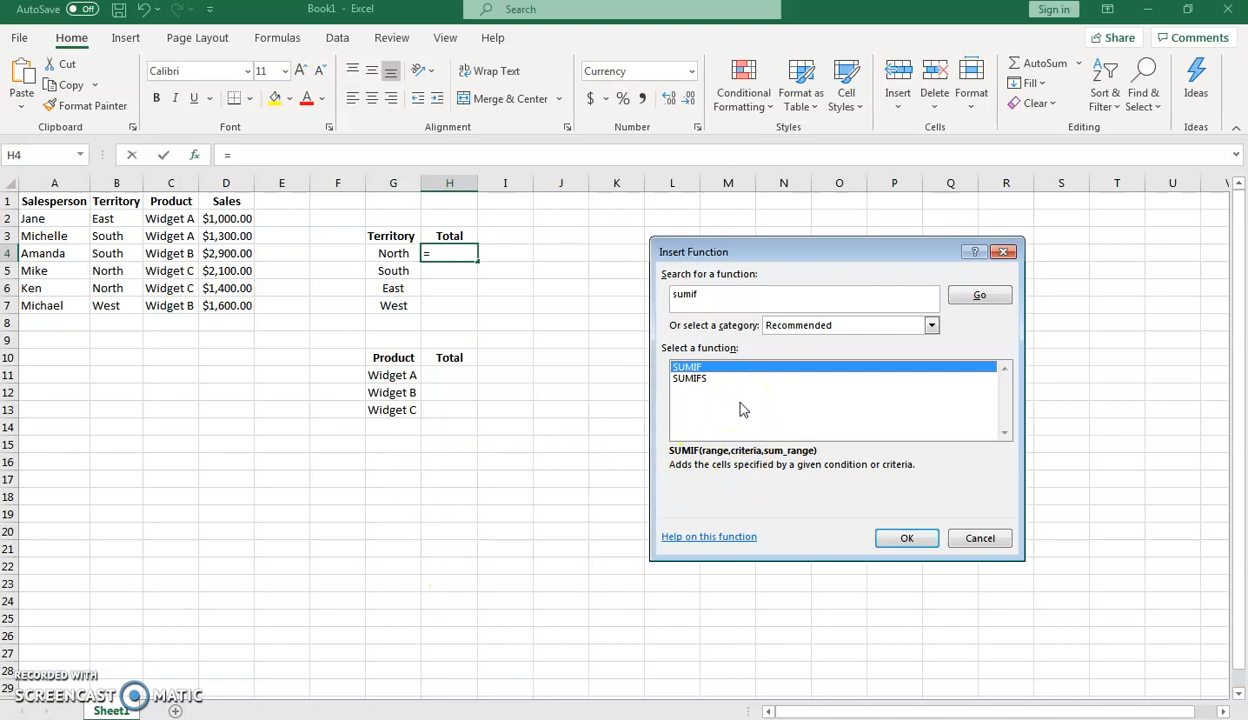 AutoSave Off Book1 - Excel Search Sign in
File Home Insert Page Layout Formulas Data Review View Help Share Comments
Paste Cut Copy Format Painter
Calibri 11 A A
B I U A
Wrap Text
Merge & Center
Currency
$ % ,
Conditional Formatting Format as Table Cell Styles
Insert Delete Format
AutoSum Fill Clear
Sort & Filter Find & Select
Ideas
Clipboard Font Alignment Number Styles Cells Editing Ideas
H4 fx =
A B C D E F G H I J K L M N O P Q R S T U
1 Salesperson Territory Product Sales
2 Jane East Widget A $1,000.00
3 Michelle South Widget A $1,300.00 Territory Total
4 Amanda South Widget B $2,900.00 North =
5 Mike North Widget C $2,100.00 South
6 Ken North Widget C $1,400.00 East
7 Michael West Widget B $1,600.00 West
8
9
10 Product Total
11 Widget A
12 Widget B
13 Widget C
14
15
16
17
18
19
20
21
22
23
24
25
26
27
28
29
Insert Function ?
Search for a function:
sumif Go
Or select a category: Recommended
Select a function:
SUMIF
SUMIFS
SUMIF(range,criteria,sum_range)
Adds the cells specified by a given condition or criteria.
Help on this function OK Cancel
RECORDED WITH
SCREENCAST MATIC
Sheet1